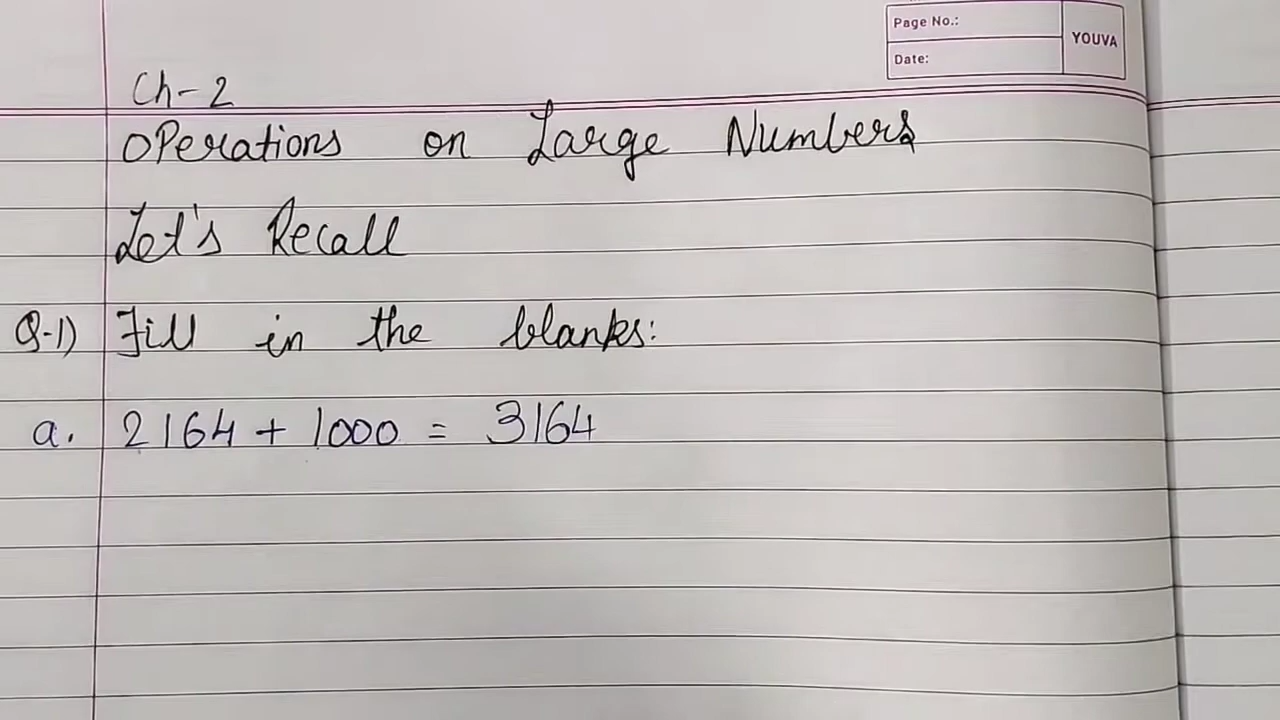 Page No.:
YOUVA
Date:
Ch-2
Operations on Large Numbers
Let's Recall
Q-1) Fill in the blanks:
a. 2164 + 1000 = 3164